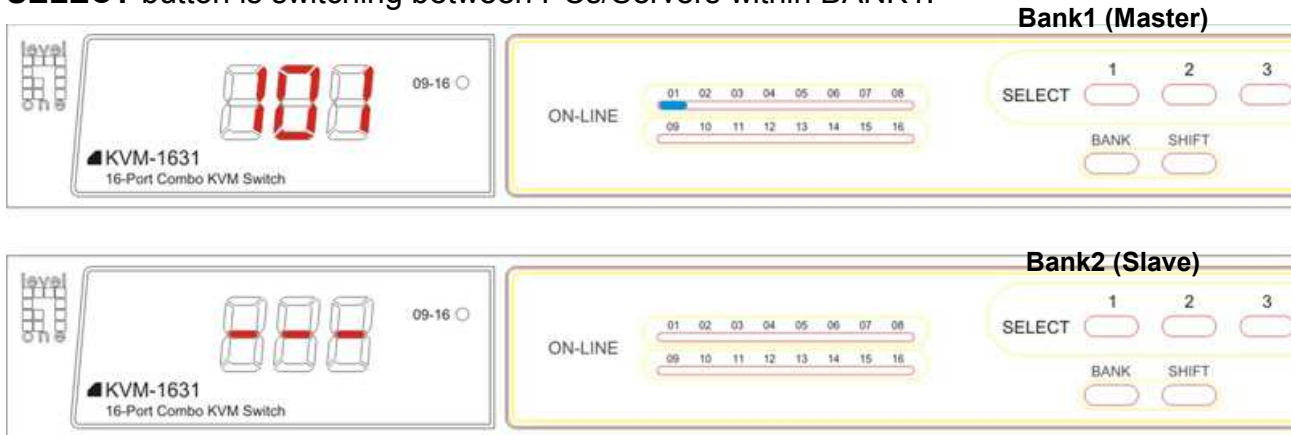 SELECT button is switching between PCs/Servers within BANK1.
Bank1 (Master)
level
one
101
09-16
KVM-1631
16-Port Combo KVM Switch
ON-LINE
01 02 03 04 05 06 07 08
09 10 11 12 13 14 15 16
SELECT
1 2 3
BANK SHIFT
Bank2 (Slave)
level
one
---
09-16
KVM-1631
16-Port Combo KVM Switch
ON-LINE
01 02 03 04 05 06 07 08
09 10 11 12 13 14 15 16
SELECT
1 2 3
BANK SHIFT